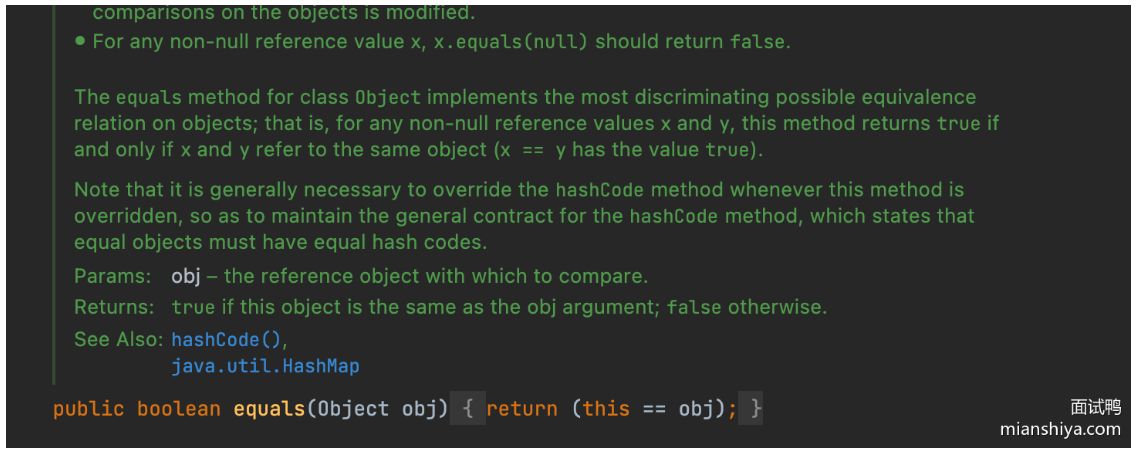 comparisons on the objects is modified.
• For any non-null reference value x, x.equals(null) should return false.
The equals method for class Object implements the most discriminating possible equivalence
relation on objects; that is, for any non-null reference values x and y, this method returns true if
and only if x and y refer to the same object (x == y has the value true).
Note that it is generally necessary to override the hashCode method whenever this method is
overridden, so as to maintain the general contract for the hashCode method, which states that
equal objects must have equal hash codes.
Params: obj – the reference object with which to compare.
Returns: true if this object is the same as the obj argument; false otherwise.
See Also: hashCode(),
java.util.HashMap
public boolean equals(Object obj) { return (this == obj); }
面试鸭
mianshiya.com